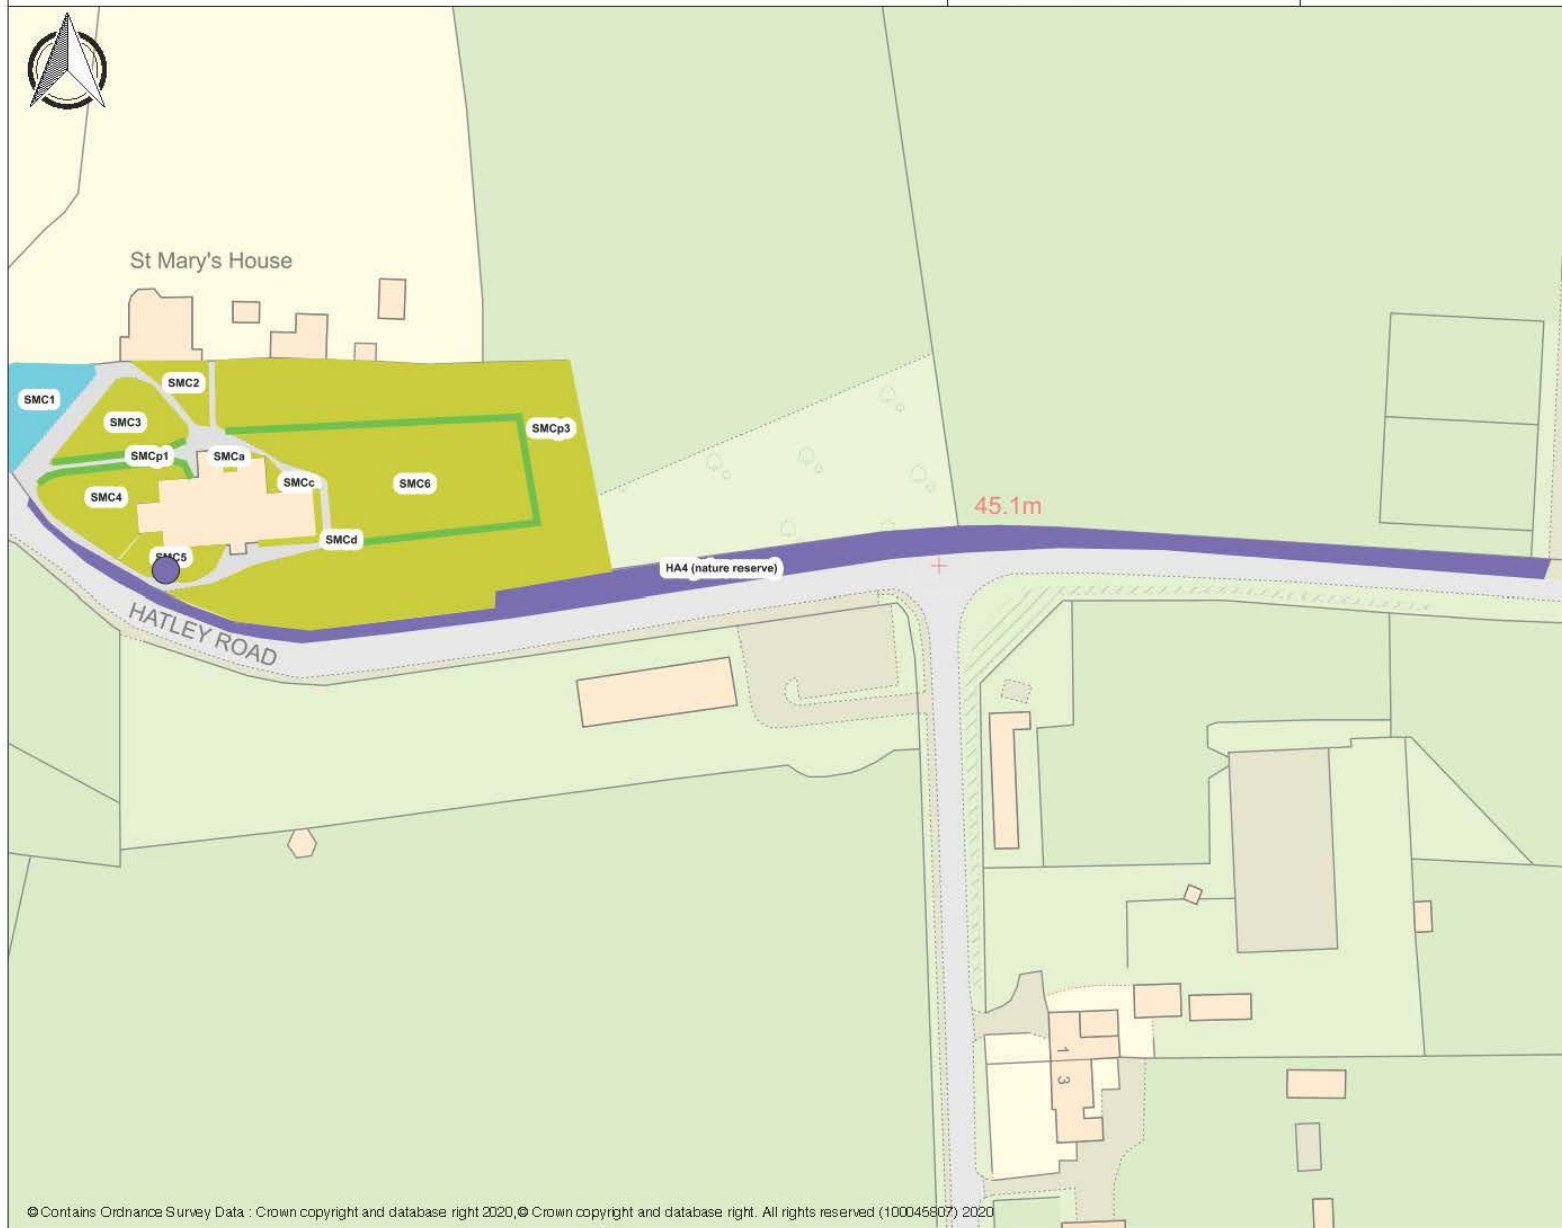 St Mary's House
SMC1
SMC2
SMC3
SMCp3
SMCp1
SMCa
SMCc
SMC6
SMC4
45.1m
SMCd
SMC5
HA4 (nature reserve)
HATLEY ROAD
1
3
© Contains Ordnance Survey Data : Crown copyright and database right 2020,© Crown copyright and database right. All rights reserved (100045807) 2020